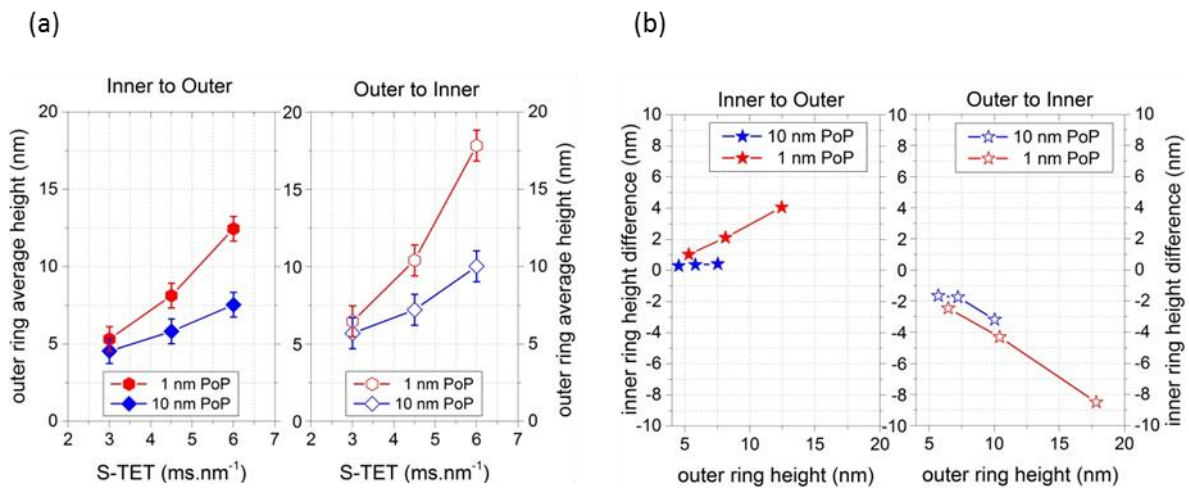 (a)
Inner to Outer
Outer to Inner
20
15
10
5
0
outer ring average height (nm)
1 nm PoP
10 nm PoP
2 3 4 5 6 7
S-TET (ms.nm⁻¹)
1 nm PoP
10 nm PoP
2 3 4 5 6 7
S-TET (ms.nm⁻¹)
20
15
10
5
0
outer ring average height (nm)
(b)
Inner to Outer
Outer to Inner
10
8
6
4
2
0
-2
-4
-6
-8
-10
inner ring height difference (nm)
10 nm PoP
1 nm PoP
5 10 15 20
outer ring height (nm)
10 nm PoP
1 nm PoP
5 10 15 20
outer ring height (nm)
10
8
6
4
2
0
-2
-4
-6
-8
-10
inner ring height difference (nm)